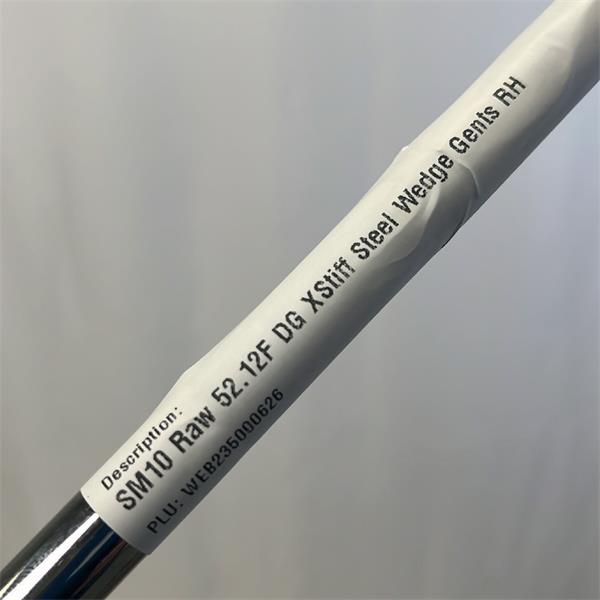 Description:
SM10 Raw 52.12F DG XStiff Steel Wedge Gents RH
PLU: WEB235000626